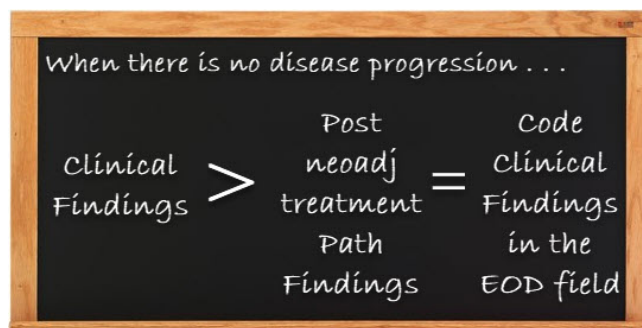 When there is no disease progression . . .
Clinical
Findings
>
Post
neoadj
treatment
Path
Findings
=
Code
Clinical
Findings
in the
EOD field